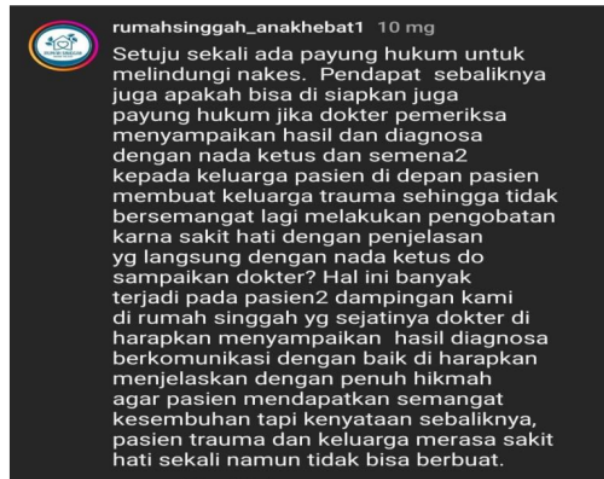 rumahsinggah_anakhebat1 10 mg
Setuju sekali ada payung hukum untuk
melindungi nakes. Pendapat sebaliknya
juga apakah bisa di siapkan juga
payung hukum jika dokter pemeriksa
menyampaikan hasil dan diagnosa
dengan nada ketus dan semena2
kepada keluarga pasien di depan pasien
membuat keluarga trauma sehingga tidak
bersemangat lagi melakukan pengobatan
karna sakit hati dengan penjelasan
yg langsung dengan nada ketus do
sampaikan dokter? Hal ini banyak
terjadi pada pasien2 dampingan kami
di rumah singgah yg sejatinya dokter di
harapkan menyampaikan hasil diagnosa
berkomunikasi dengan baik di harapkan
menjelaskan dengan penuh hikmah
agar pasien mendapatkan semangat
kesembuhan tapi kenyataan sebaliknya,
pasien trauma dan keluarga merasa sakit
hati sekali namun tidak bisa berbuat.